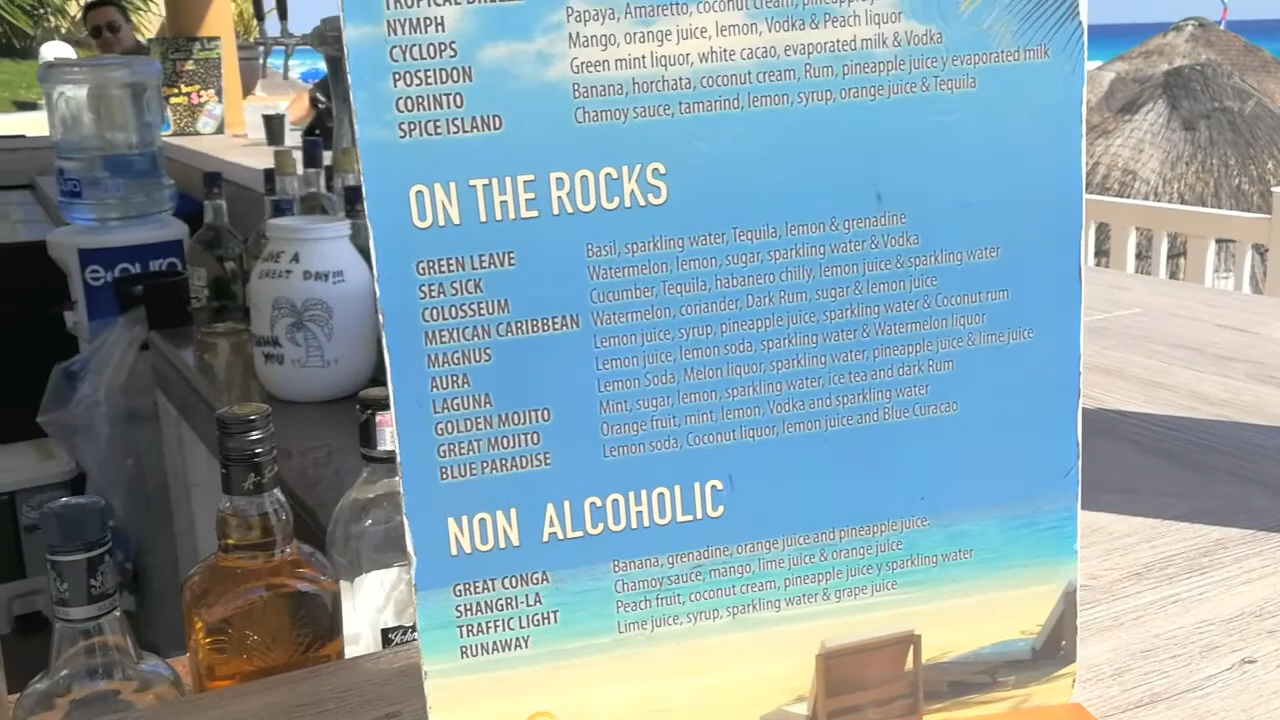 TROPICAL BREEZE
NYMPH Papaya, Amaretto, coconut cream, pineapple
CYCLOPS Mango, orange juice, lemon, Vodka & Peach liquor
POSEIDON Green mint liquor, white cacao, evaporated milk & Vodka
CORINTO Banana, horchata, coconut cream, Rum, pineapple juice y evaporated milk
SPICE ISLAND Chamoy sauce, tamarind, lemon, syrup, orange juice & Tequila
ON THE ROCKS
GREEN LEAVE Basil, sparkling water, Tequila, lemon & grenadine
SEA SICK Watermelon, lemon, sugar, sparkling water & Vodka
COLOSSEUM Cucumber, Tequila, habanero chilly, lemon juice & sparkling water
MEXICAN CARIBBEAN Watermelon, coriander, Dark Rum, sugar & lemon juice
MAGNUS Lemon juice, syrup, pineapple juice, sparkling water & Coconut rum
AURA Lemon juice, lemon soda, sparkling water & Watermelon liquor
LAGUNA Lemon Soda, Melon liquor, sparkling water, pineapple juice & lime juice
GOLDEN MOJITO Mint, sugar, lemon, sparkling water, ice tea and dark Rum
GREAT MOJITO Orange fruit, mint, lemon, Vodka and sparkling water
BLUE PARADISE Lemon soda, Coconut liquor, lemon juice and Blue Curacao
NON ALCOHOLIC
GREAT CONGA Banana, grenadine, orange juice and pineapple juice.
SHANGRI-LA Chamoy sauce, mango, lime juice & orange juice
TRAFFIC LIGHT Peach fruit, coconut cream, pineapple juice y sparkling water
RUNAWAY Lime juice, syrup, sparkling water & grape juice
e.pura
HAVE A
GREAT DAY!!!
THANK
YOU
John